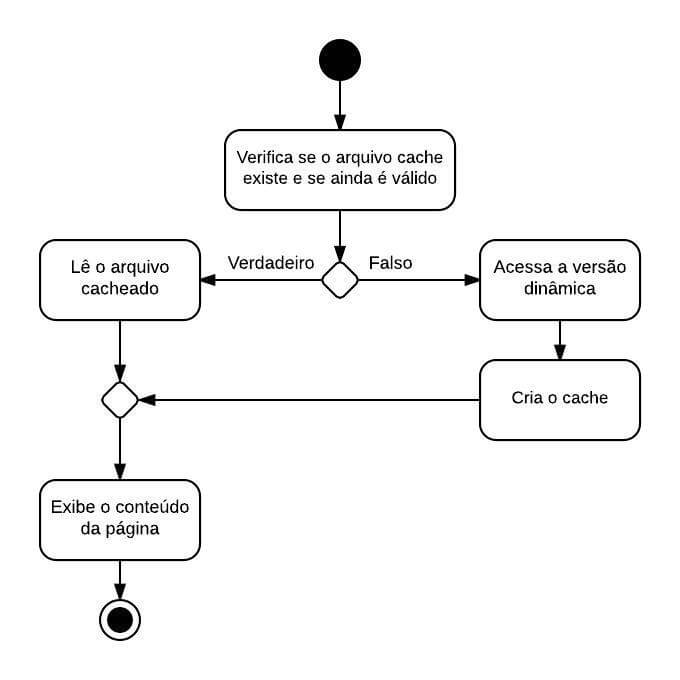 Verifica se o arquivo cache
existe e se ainda é válido
Verdadeiro
Falso
Lê o arquivo
cacheado
Acessa a versão
dinâmica
Cria o cache
Exibe o conteúdo
da página